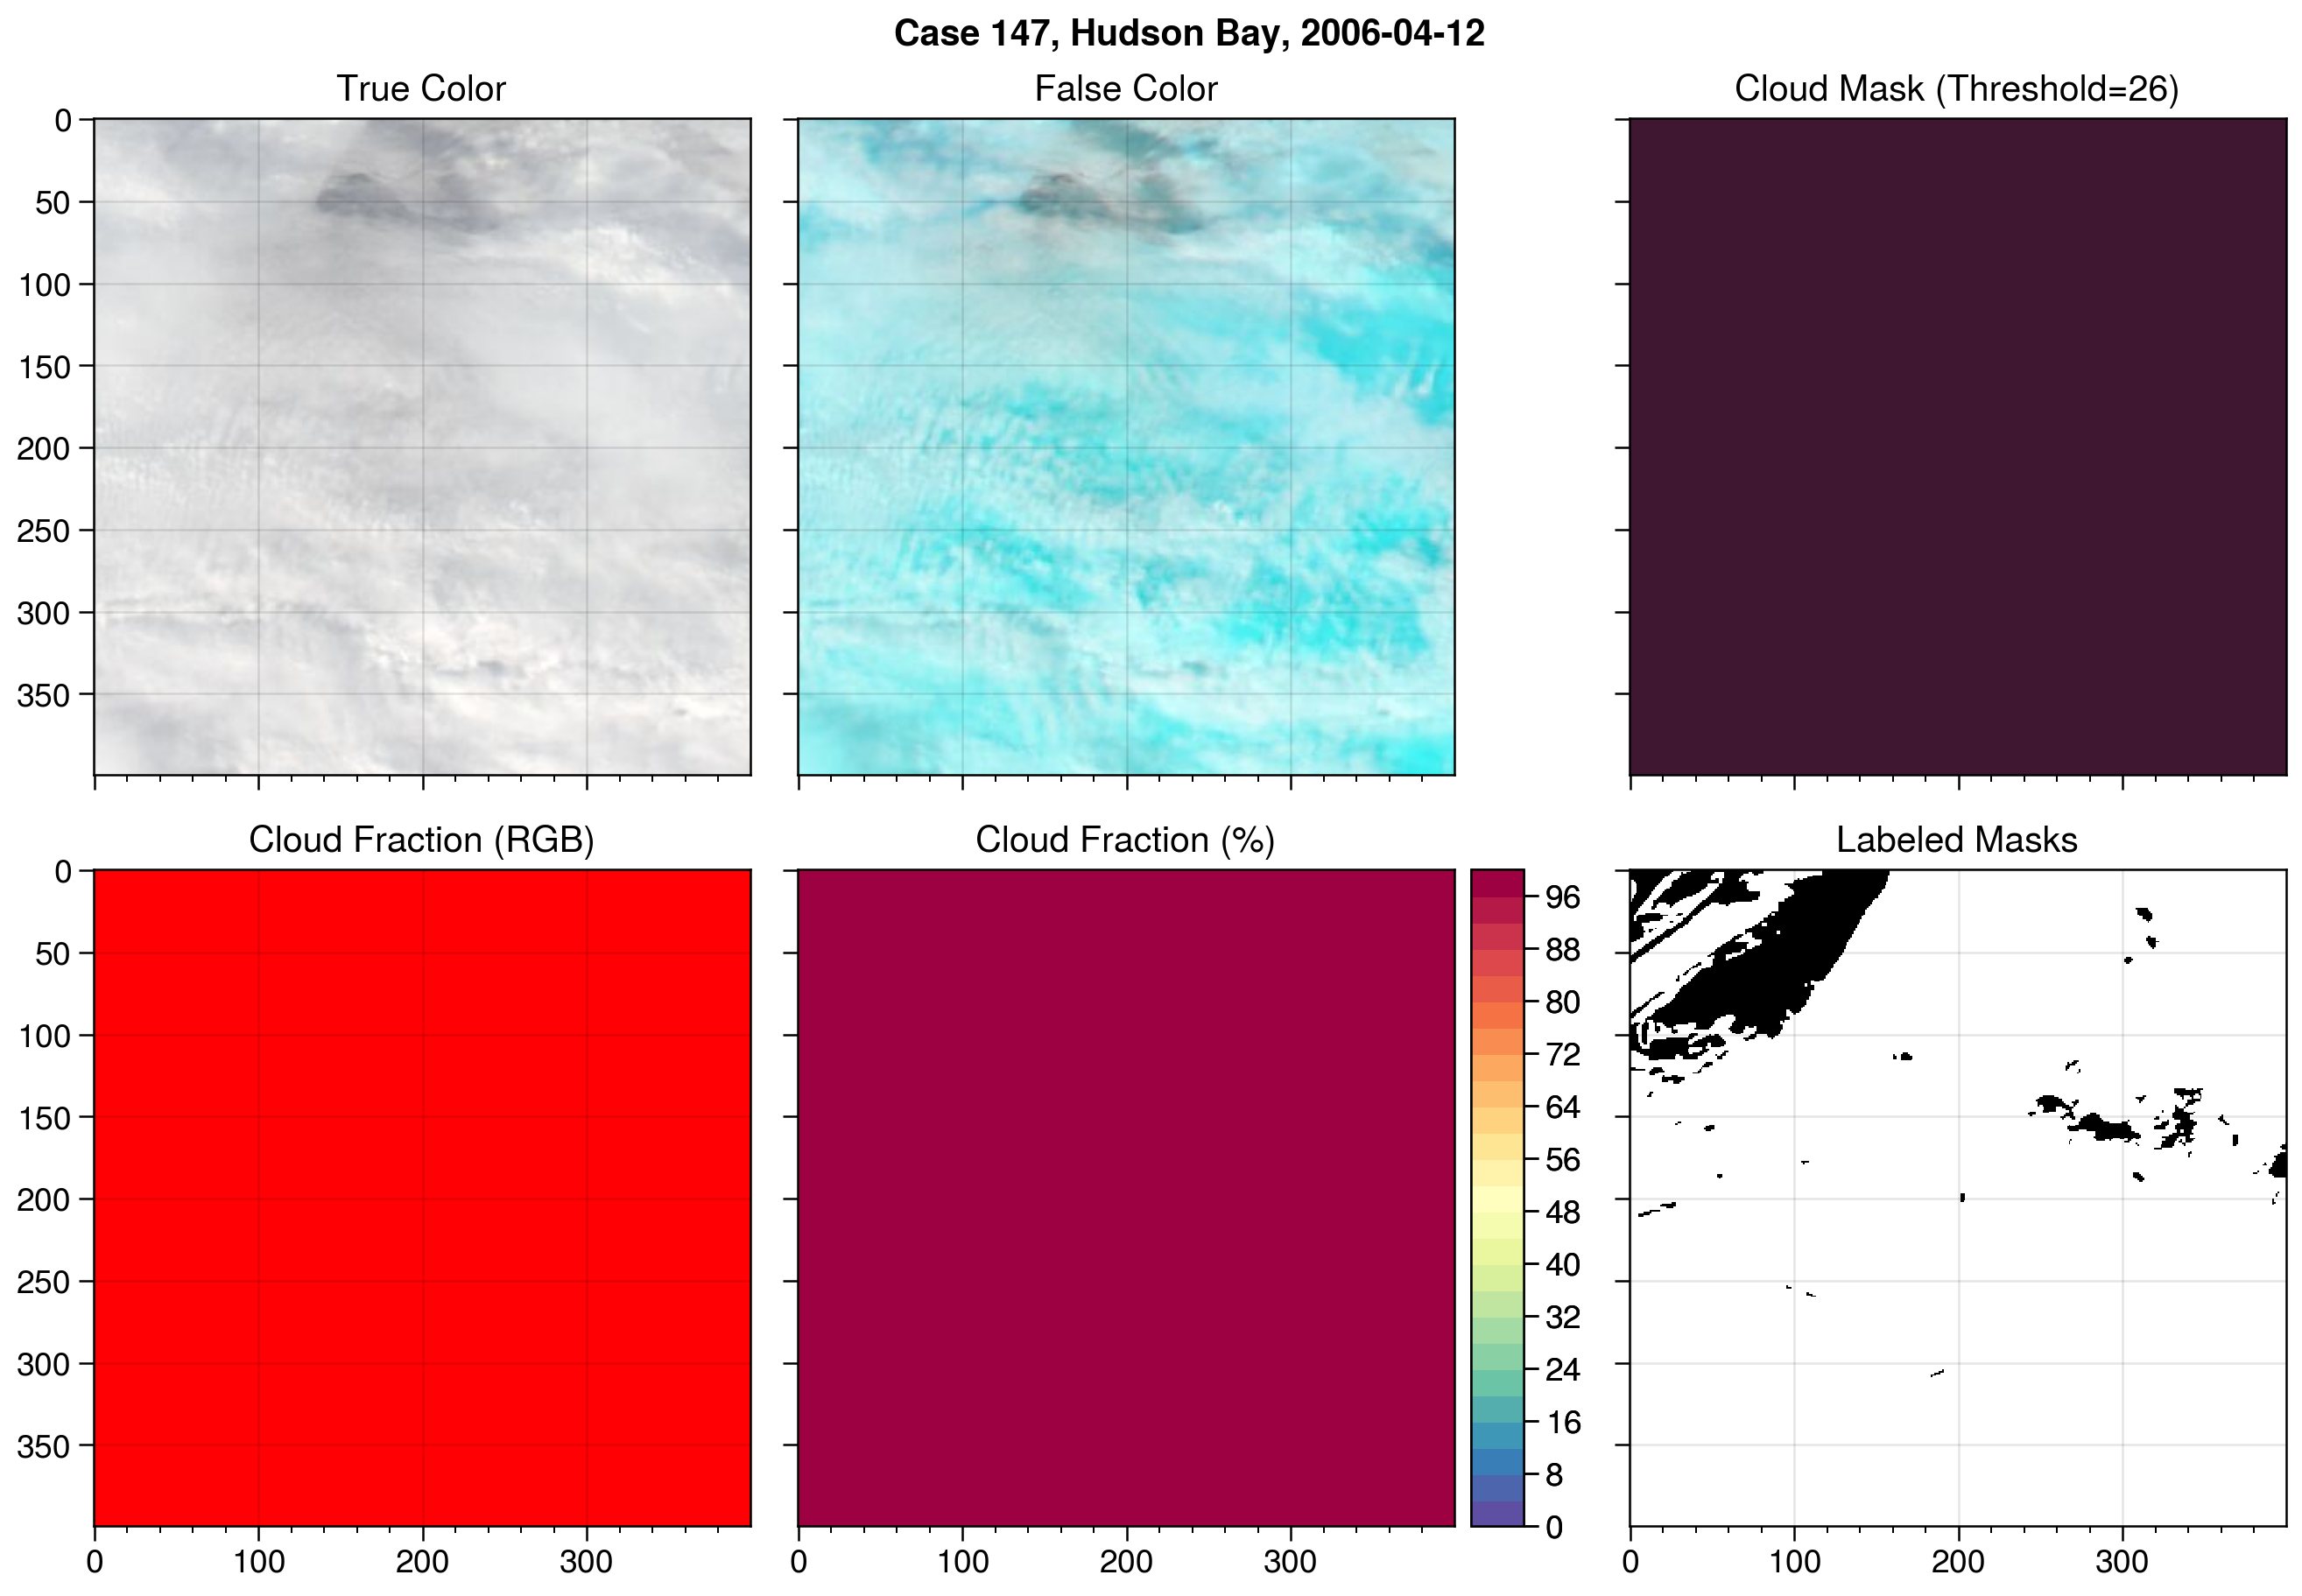 Case 147, Hudson Bay, 2006-04-12
True Color
False Color
Cloud Mask (Threshold=26)
0
50
100
150
200
250
300
350
Cloud Fraction (RGB)
Cloud Fraction (%)
Labeled Masks
0
50
100
150
200
250
300
350
96
88
80
72
64
56
48
40
32
24
16
8
0
0 100 200 300
0 100 200 300
0 100 200 300